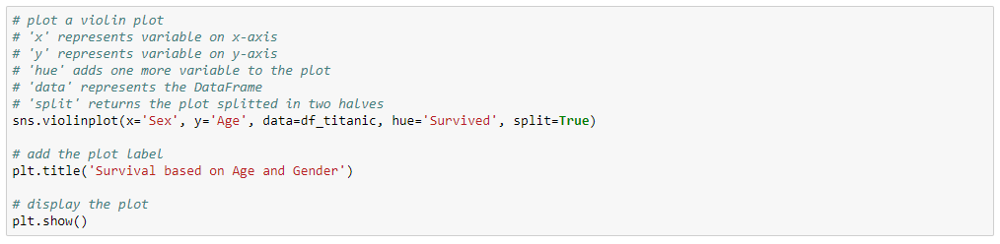 # plot a violin plot
# 'x' represents variable on x-axis
# 'y' represents variable on y-axis
# 'hue' adds one more variable to the plot
# 'data' represents the DataFrame
# 'split' returns the plot splitted in two halves
sns.violinplot(x='Sex', y='Age', data=df_titanic, hue='Survived', split=True)

# add the plot label
plt.title('Survival based on Age and Gender')

# display the plot
plt.show()